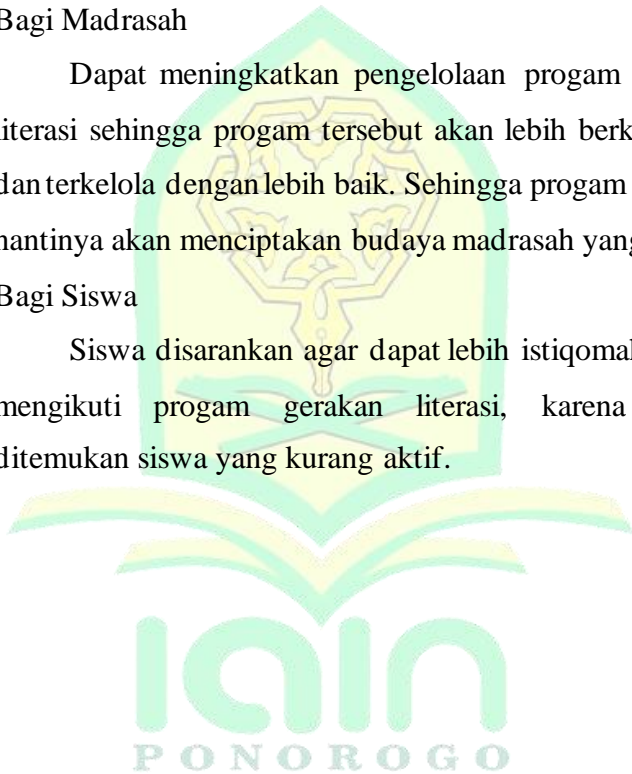 Bagi Madrasah
Dapat meningkatkan pengelolaan progam
literasi sehingga progam tersebut akan lebih
dan terkelola dengan lebih baik. Sehingga progam
nantinya akan menciptakan budaya madrasah yang
Bagi Siswa
Siswa disarankan agar dapat lebih
mengikuti progam gerakan literasi, karena
ditemukan siswa yang kurang aktif.
iain
PONOROGO